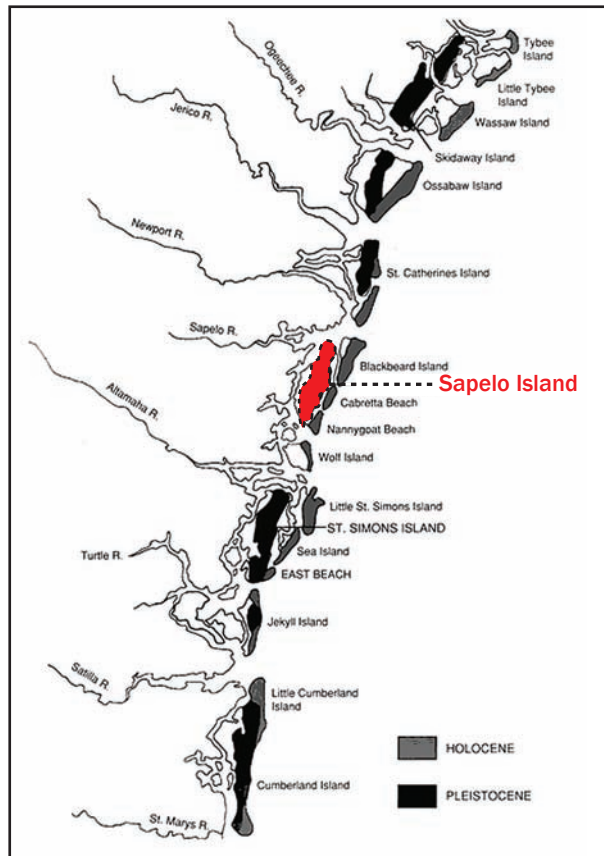 Tybee
Island
Ogeechee R.
Little Tybee
Island
Jerico R.
Wassaw Island
Skidaway Island
Ossabaw Island
Newport R.
St. Catherines Island
Sapelo R.
Blackbeard Island
Sapelo Island
Altamaha R.
Cabretta Beach
Nannygoat Beach
Wolf Island
Little St. Simons Island
ST. SIMONS ISLAND
Turtle R.
Sea Island
EAST BEACH
Jekyll Island
Satilla R.
Little Cumberland
Island
HOLOCENE
Cumberland Island
PLEISTOCENE
St. Marys R.